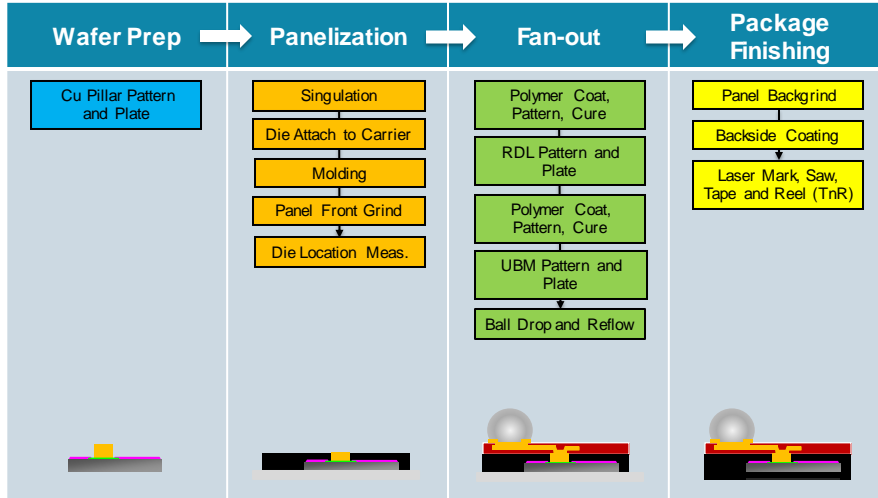 Wafer Prep
Panelization
Fan-out
Package
Finishing
Cu Pillar Pattern
and Plate
Singulation
Die Attach to Carrier
Molding
Panel Front Grind
Die Location Meas.
Polymer Coat,
Pattern, Cure
RDL Pattern and
Plate
Polymer Coat,
Pattern, Cure
UBM Pattern and
Plate
Ball Drop and Reflow
Panel Backgrind
Backside Coating
Laser Mark, Saw,
Tape and Reel (TnR)